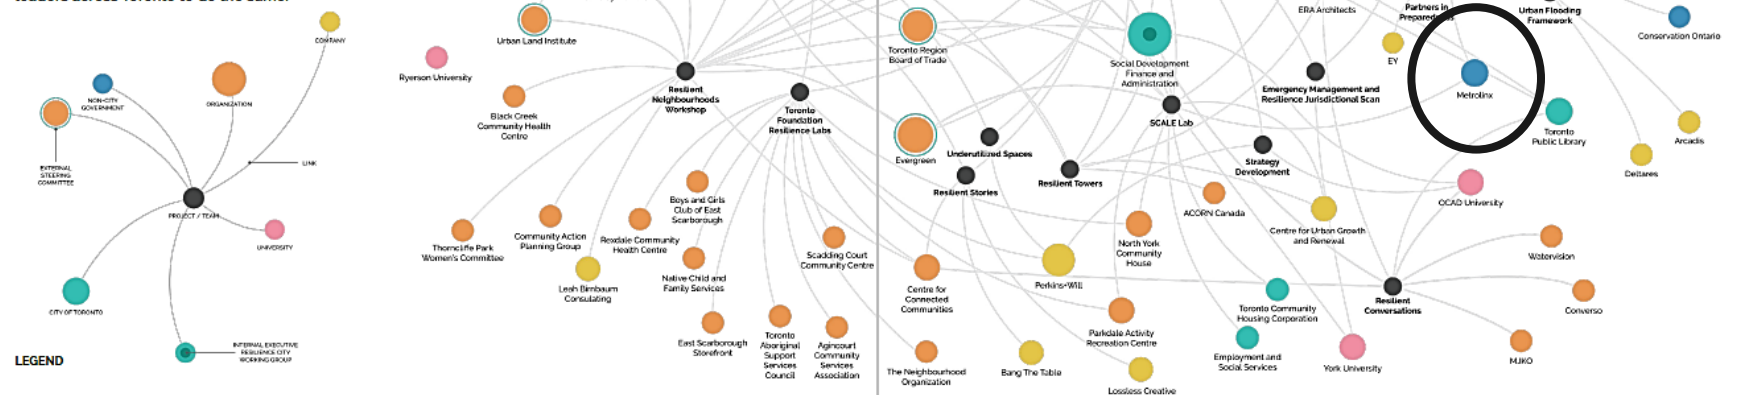 COMPANY
NON-CITY
GOVERNMENT
ORGANIZATION
EXTERNAL
STEERING
COMMITTEE
LINK
PROJECT / TEAM
UNIVERSITY
CITY OF TORONTO
INTERNAL EXECUTIVE
RESILIENCE CITY
WORKING GROUP
LEGEND
Urban Land Institute
Ryerson University
Black Creek
Community Health
Centre
Resilient
Neighbourhoods
Workshop
Toronto
Foundation
Resilience Labs
Thorncliffe Park
Women's Committee
Community Action
Planning Group
Leah Birnbaum
Consulating
Rexdale Community
Health Centre
Boys and Girls
Club of East
Scarborough
Native Child and
Family Services
East Scarborough
Storefront
Toronto
Aboriginal
Support
Services
Council
Agincourt
Community
Services
Association
Scadding Court
Community Centre
Toronto Region
Board of Trade
Evergreen
Underutilized Spaces
Resilient Stories
Resilient Towers
Social Development
Finance and
Administration
SCALE Lab
ERA Architects
Emergency Management and
Resilience Jurisdictional Scan
Strategy
Development
Partners in
Preparedness
EY
Metrolinx
Urban Flooding
Framework
Conservation Ontario
Toronto
Public Library
Arcadis
Deltares
OCAD University
ACORN Canada
Centre for Urban Growth
and Renewal
North York
Community
House
Perkins+Will
Centre for
Connected
Communities
The Neighbourhood
Organization
Bang The Table
Parkdale Activity
Recreation Centre
Lossless Creative
Toronto Community
Housing Corporation
Employment and
Social Services
York University
Resilient
Conversations
Watervision
Converso
MJKO